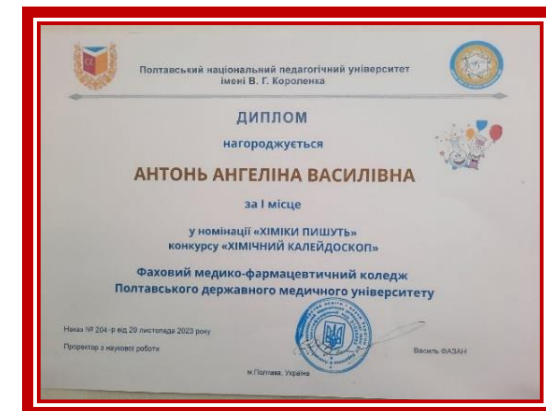 Полтавський національний педагогічний університет
імені В. Г. Короленка
ДИПЛОМ
нагороджується
АНТОНЬ АНГЕЛІНА ВАСИЛІВНА
за І місце
у номінації «ХІМІКИ ПИШУТЬ»
конкурсу «ХІМІЧНИЙ КАЛЕЙДОСКОП»
Фаховий медико-фармацевтичний коледж
Полтавського державного медичного університету
Наказ № 204-р від 29 листопада 2023 року
Проректор з наукової роботи
Василь ФАЗАН
м.Полтава, Україна